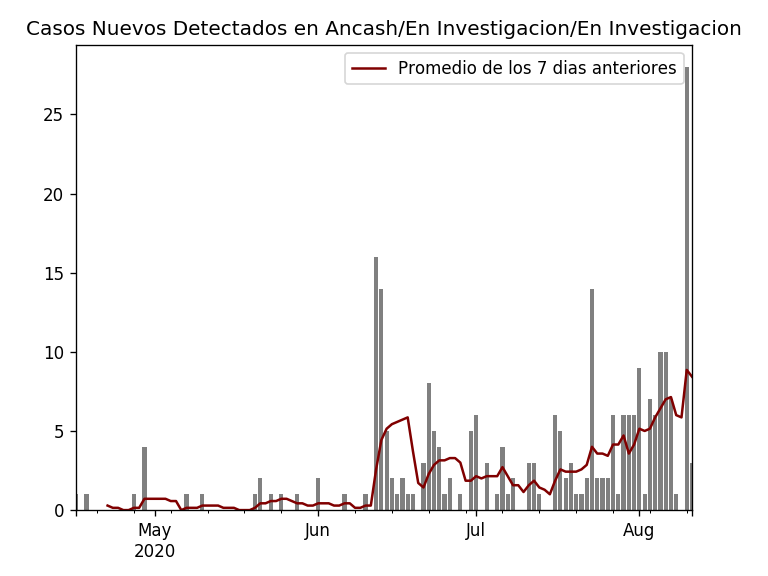 Casos Nuevos Detectados en Ancash/En Investigacion/En Investigacion
Promedio de los 7 dias anteriores
25
20
15
10
5
0
May
2020
Jun
Jul
Aug